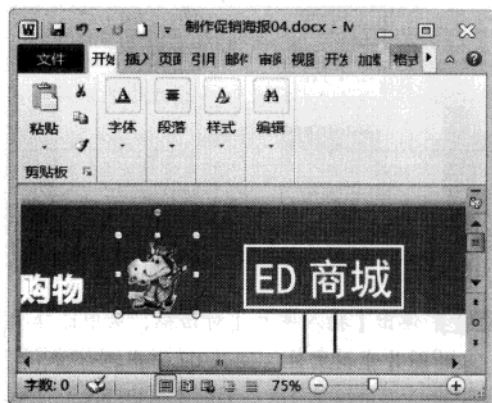 制作促销海报04.docx - M
文件 开始 插入 页面 引用 邮件 审阅 视图 开发 加载 格式
粘贴 字体 段落 样式 编辑
剪贴板
购物 ED 商城
字数: 0 75%